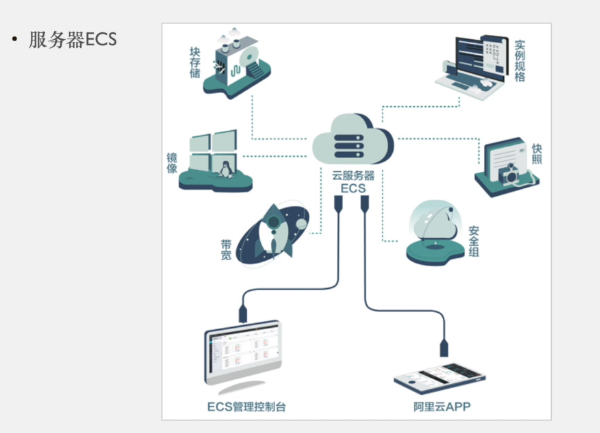 • 服务器ECS
块存储
实例规格
镜像
快照
云服务器
ECS
带宽
安全组
ECS管理控制台
阿里云APP